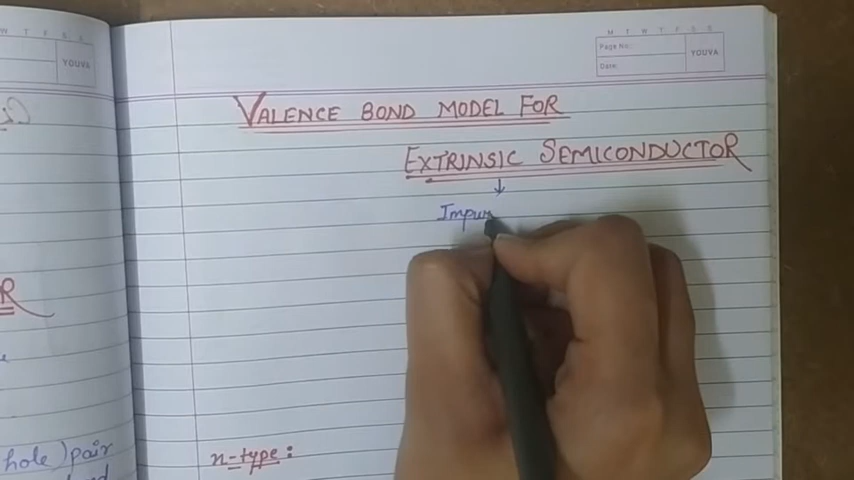 W T F S S
YOUVA
R
hole) pair
M T W T F S S
Page No.:
Date:
YOUVA
VALENCE BOND MODEL FOR
EXTRINSIC SEMICONDUCTOR
↓
Impur
n-type: